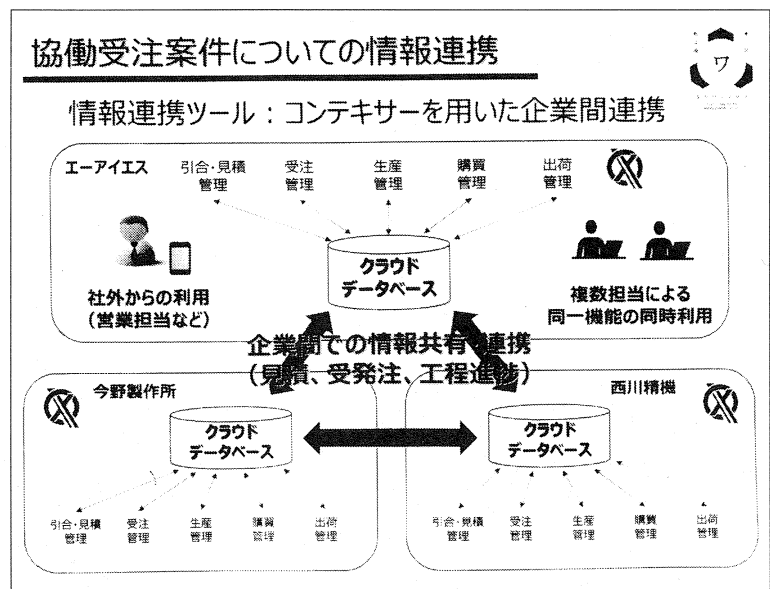 協働受注案件についての情報連携
ワ
情報連携ツール：コンテキサーを用いた企業間連携
エーアイエス
引合・見積
管理
受注
管理
生産
管理
購買
管理
出荷
管理
クラウド
データベース
社外からの利用
（営業担当など）
複数担当による
同一機能の同時利用
企業間での情報共有・連携
（見積、受発注、工程進捗）
今野製作所
クラウド
データベース
引合・見積
管理
受注
管理
生産
管理
購買
管理
出荷
管理
西川精機
クラウド
データベース
引合・見積
管理
受注
管理
生産
管理
購買
管理
出荷
管理